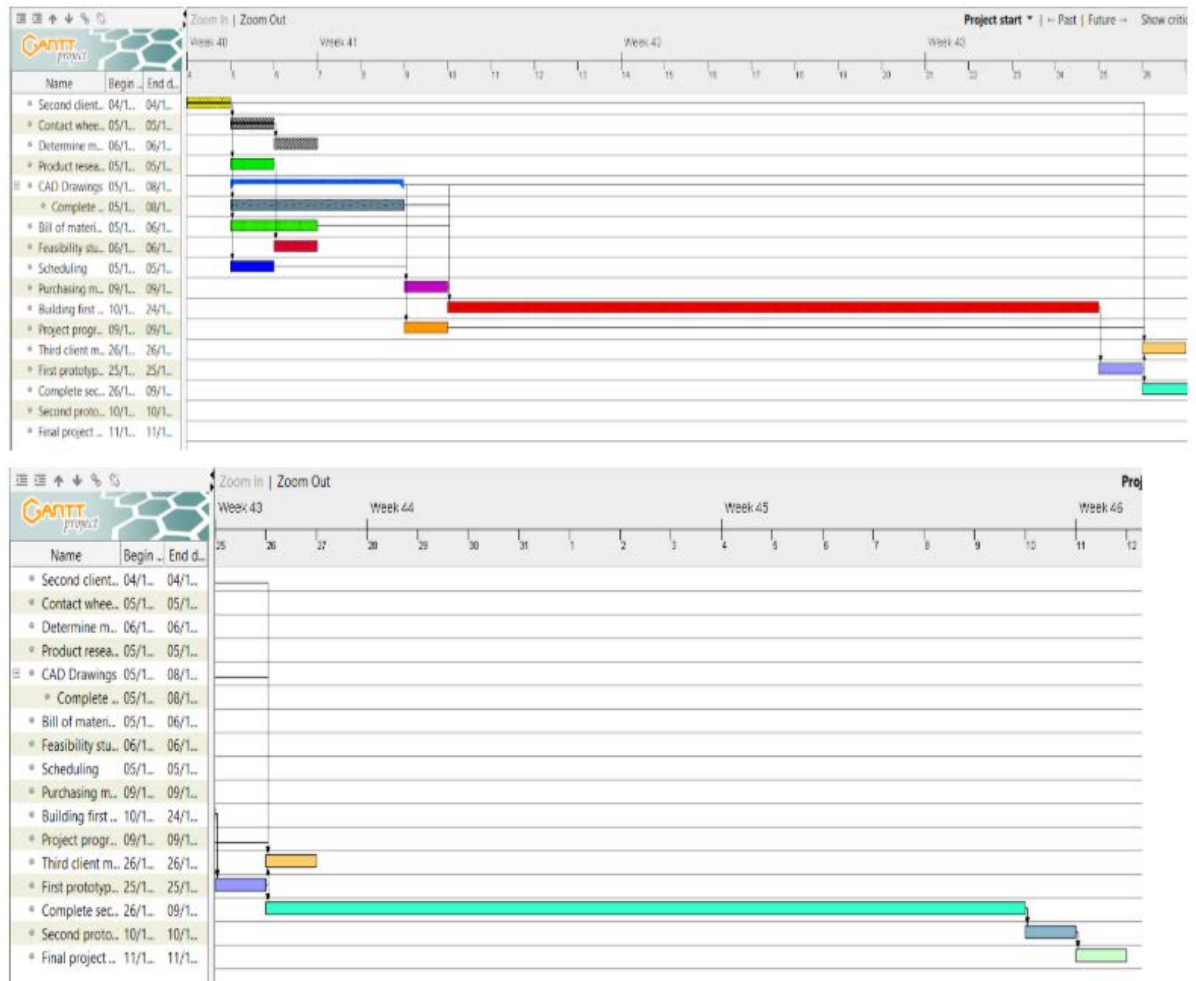 Zoom In | Zoom Out Project start ▾ | ← Past | Future → Show critic
GANTT project
Week 40 Week 41 Week 42 Week 43
4 5 6 7 8 9 10 11 12 13 14 15 16 17 18 19 20 21 22 23 24 25 26
Name Begin ... End d...
Second client... 04/1... 04/1...
Contact whee... 05/1... 05/1...
Determine m... 06/1... 06/1...
Product resea... 05/1... 05/1...
CAD Drawings 05/1... 08/1...
Complete ... 05/1... 08/1...
Bill of materi... 05/1... 06/1...
Feasibility stu... 06/1... 06/1...
Scheduling 05/1... 05/1...
Purchasing m... 09/1... 09/1...
Building first ... 10/1... 24/1...
Project progr... 09/1... 09/1...
Third client m... 26/1... 26/1...
First prototyp... 25/1... 25/1...
Complete sec... 26/1... 09/1...
Second proto... 10/1... 10/1...
Final project ... 11/1... 11/1...
Zoom In | Zoom Out Proj
GANTT project
Week 43 Week 44 Week 45 Week 46
25 26 27 28 29 30 31 1 2 3 4 5 6 7 8 9 10 11 12
Name Begin ... End d...
Second client... 04/1... 04/1...
Contact whee... 05/1... 05/1...
Determine m... 06/1... 06/1...
Product resea... 05/1... 05/1...
CAD Drawings 05/1... 08/1...
Complete ... 05/1... 08/1...
Bill of materi... 05/1... 06/1...
Feasibility stu... 06/1... 06/1...
Scheduling 05/1... 05/1...
Purchasing m... 09/1... 09/1...
Building first ... 10/1... 24/1...
Project progr... 09/1... 09/1...
Third client m... 26/1... 26/1...
First prototyp... 25/1... 25/1...
Complete sec... 26/1... 09/1...
Second proto... 10/1... 10/1...
Final project ... 11/1... 11/1...